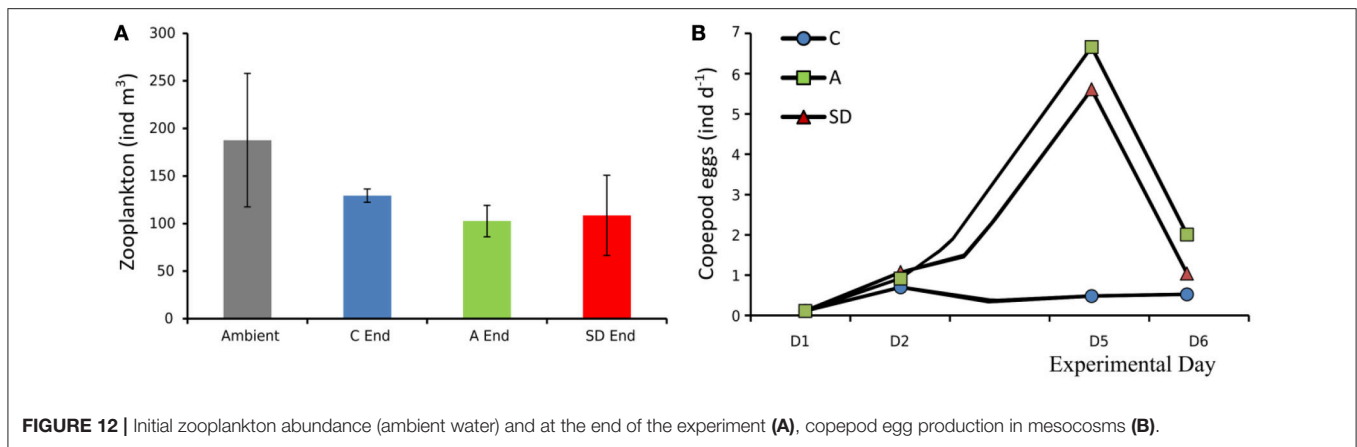 A
300
250
200
150
100
50
0
Zooplankton (ind m³)
Ambient
C End
A End
SD End
B
7
6
5
4
3
2
1
0
Copepod eggs (ind d⁻¹)
C
A
SD
D1
D2
D5
D6
Experimental Day
FIGURE 12 | Initial zooplankton abundance (ambient water) and at the end of the experiment (A), copepod egg production in mesocosms (B).